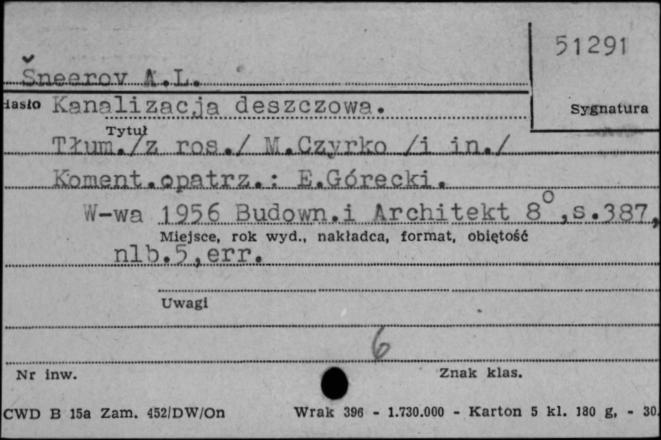 51291
Šneerov A.L.
Hasło Kanalizacja deszczowa.
Sygnatura
Tytuł
Tłum./z ros./ M.Czyrko /i in./
Koment.opatrz.: E.Górecki.
W-wa 1956 Budown.i Architekt 8°,s.387,
Miejsce, rok wyd., nakładca, format, objętość
nlb.5,err.
Uwagi
6
Nr inw.
Znak klas.
CWD B 15a Zam. 452/DW/On Wrak 396 - 1.730.000 - Karton 5 kl. 180 g, - 30.